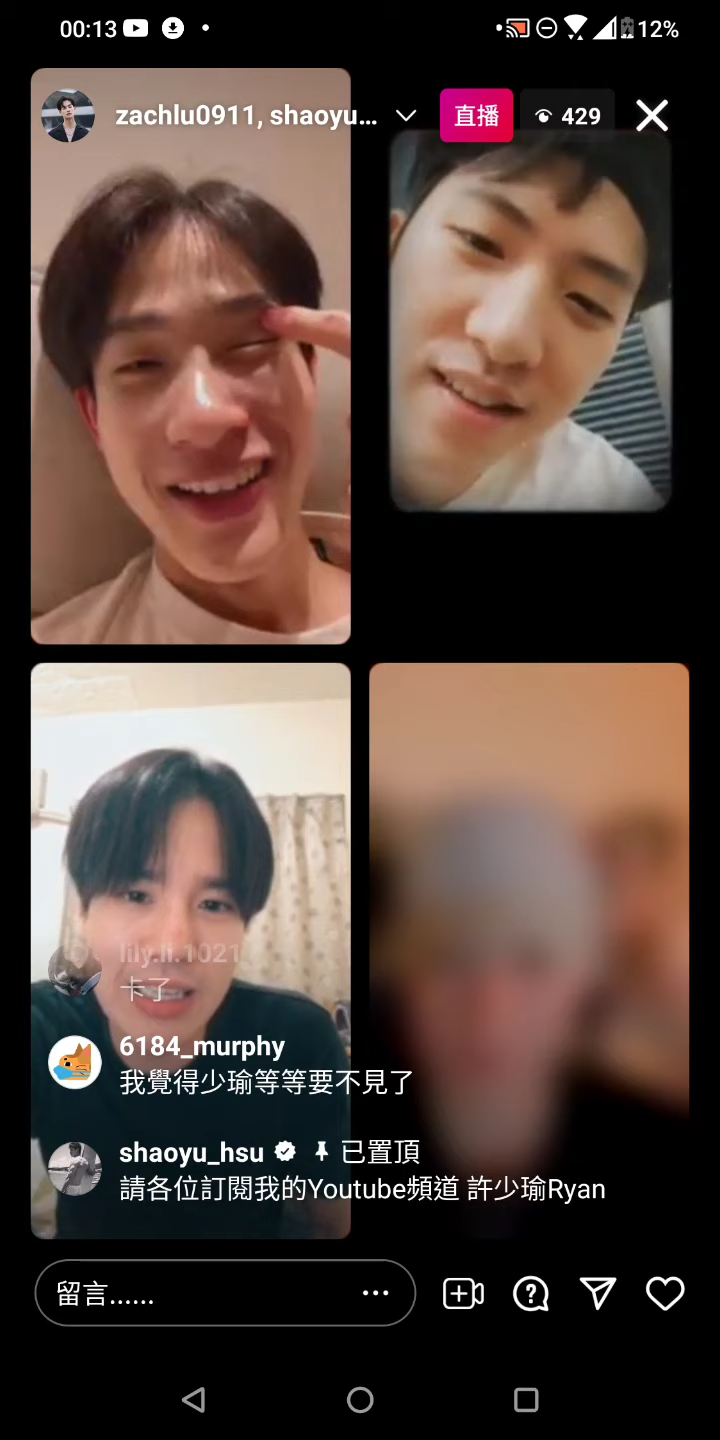 00:13
12%
zachlu0911, shaoyu...
直播
429
lily.li.1021
卡了
6184_murphy
我覺得少瑜等等要不見了
shaoyu_hsu 已置頂
請各位訂閱我的Youtube頻道 許少瑜Ryan
留言......